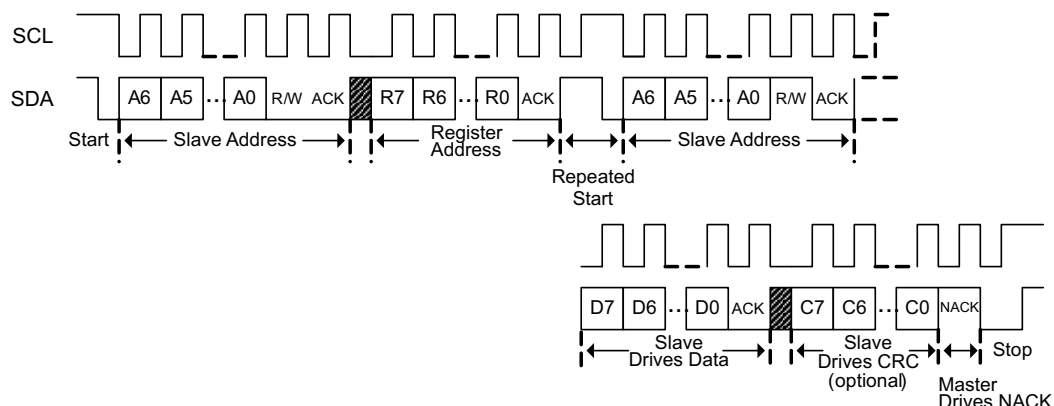 SCL
SDA
A6 A5 ... A0 R/W ACK R7 R6 ... R0 ACK A6 A5 ... A0 R/W ACK
Start
Slave Address
Register
Address
Repeated
Start
Slave Address
D7 D6 ... D0 ACK C7 C6 ... C0 NACK
Slave
Drives Data
Slave
Drives CRC
(optional)
Master
Drives NACK
Stop